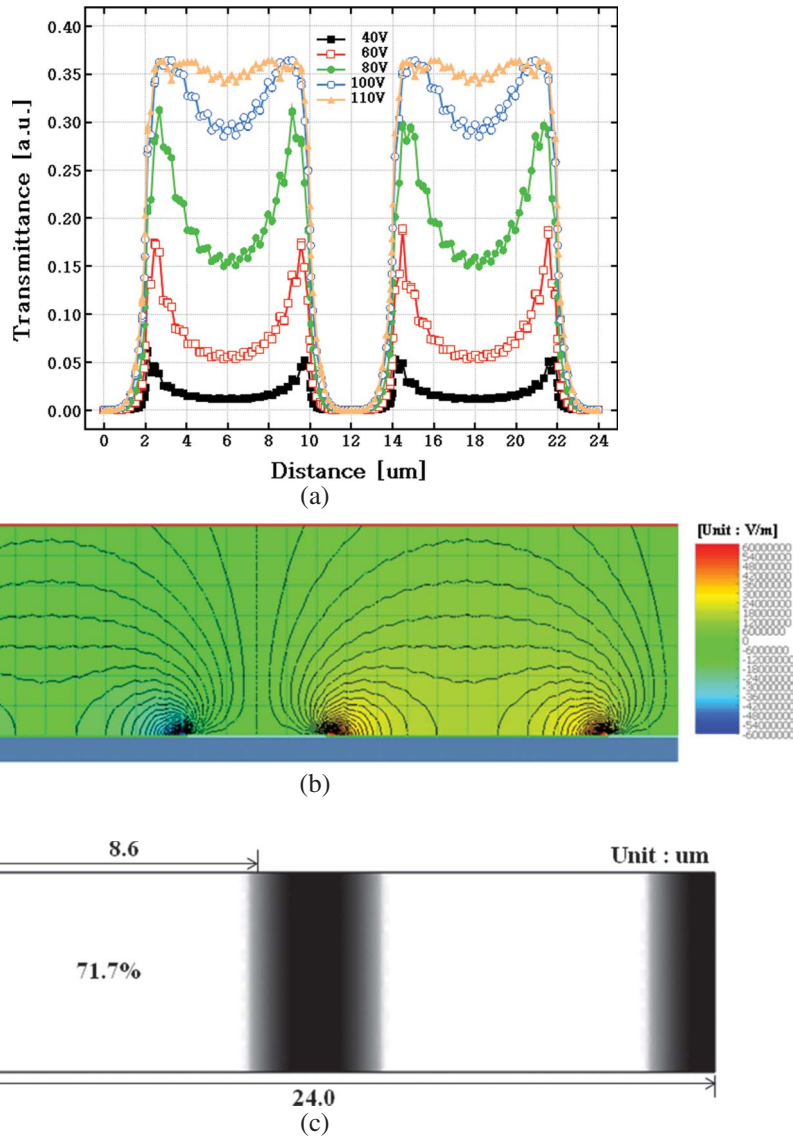 40V
60V
80V
100V
110V
0.40
0.35
0.30
0.25
0.20
0.15
0.10
0.05
0.00
Transmittance [a.u.]
0 2 4 6 8 10 12 14 16 18 20 22 24
Distance [um]
(a)
[Unit : V/m]
0
(b)
8.6
Unit : um
71.7%
24.0
(c)